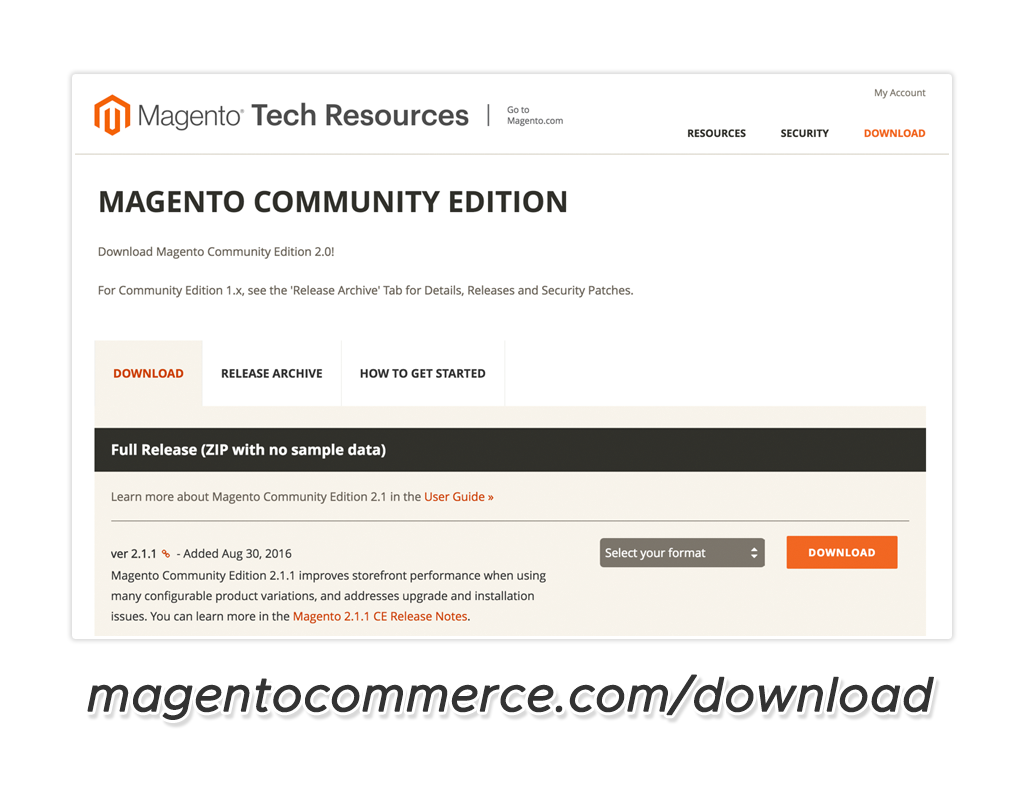 My Account
Magento® Tech Resources
Go to
Magento.com
RESOURCES SECURITY DOWNLOAD
MAGENTO COMMUNITY EDITION
Download Magento Community Edition 2.0!
For Community Edition 1.x, see the 'Release Archive' Tab for Details, Releases and Security Patches.
DOWNLOAD RELEASE ARCHIVE HOW TO GET STARTED
Full Release (ZIP with no sample data)
Learn more about Magento Community Edition 2.1 in the User Guide »
ver 2.1.1 - Added Aug 30, 2016
Select your format DOWNLOAD
Magento Community Edition 2.1.1 improves storefront performance when using
many configurable product variations, and addresses upgrade and installation
issues. You can learn more in the Magento 2.1.1 CE Release Notes.
magentocommerce.com/download